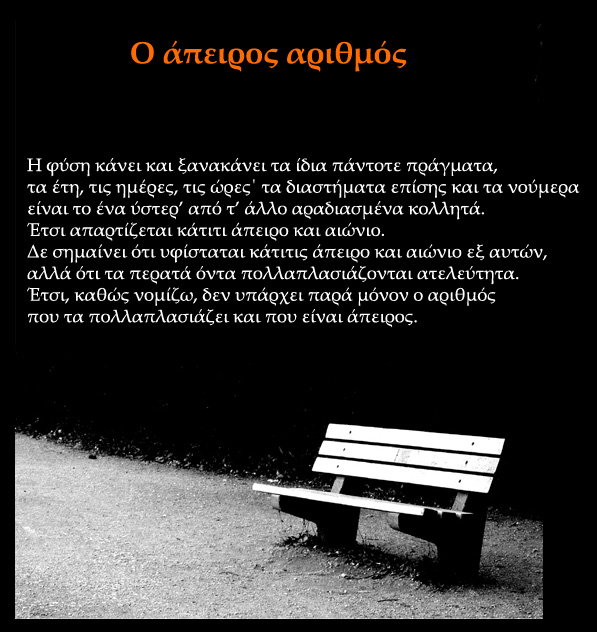 Ο άπειρος αριθμός
Η φύση κάνει και ξανακάνει τα ίδια πάντοτε πράγματα,
τα έτη, τις ημέρες, τις ώρες˙ τα διαστήματα επίσης και τα νούμερα
είναι το ένα ύστερ’ από τ’ άλλο αραδιασμένα κολλητά.
Έτσι απαρτίζεται κάτιτι άπειρο και αιώνιο.
Δε σημαίνει ότι υφίσταται κάτιτις άπειρο και αιώνιο εξ αυτών,
αλλά ότι τα περατά όντα πολλαπλασιάζονται ατελεύτητα.
Έτσι, καθώς νομίζω, δεν υπάρχει παρά μόνον ο αριθμός
που τα πολλαπλασιάζει και που είναι άπειρος.